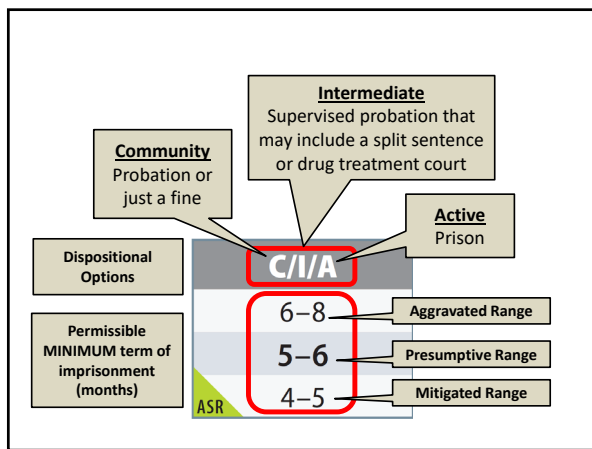 Intermediate
Supervised probation that
may include a split sentence
or drug treatment court
Community
Probation or
just a fine
Active
Prison
Dispositional
Options
C/I/A
Permissible
MINIMUM term of
imprisonment
(months)
6–8
Aggravated Range
5–6
Presumptive Range
ASR
4–5
Mitigated Range